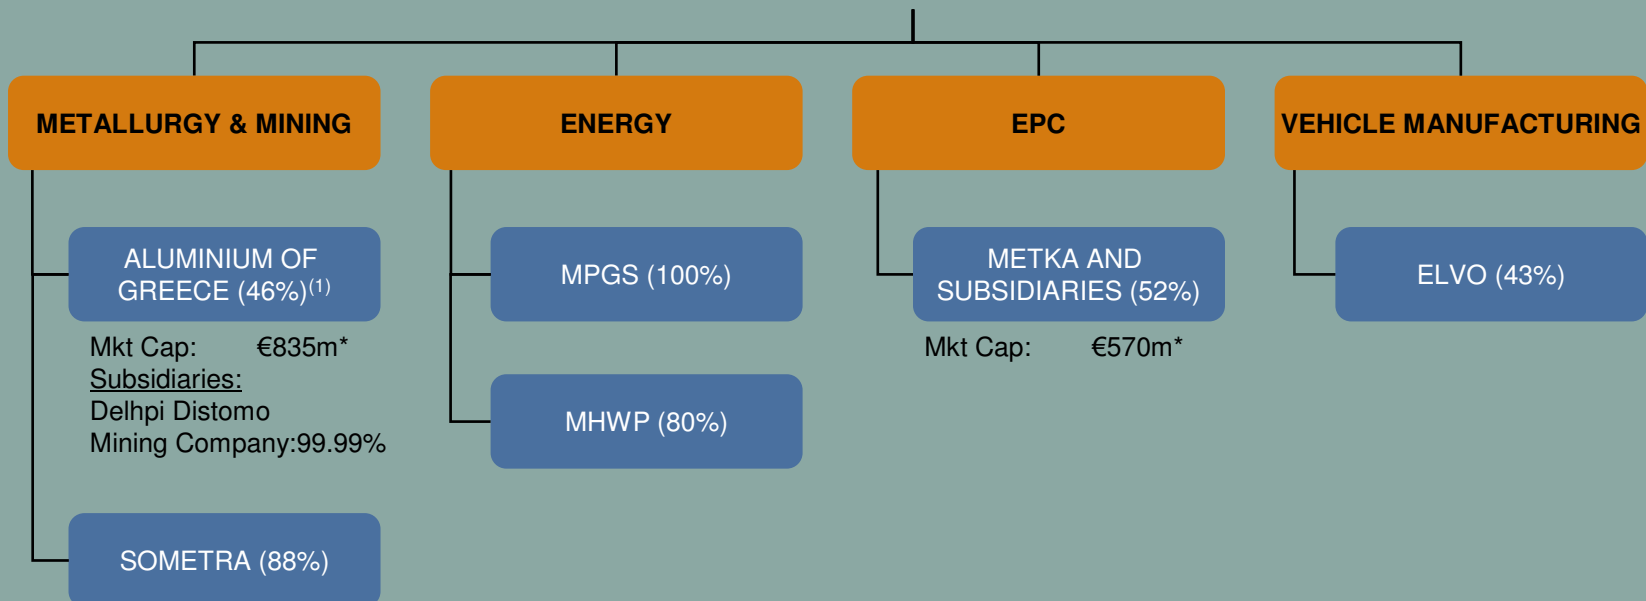 METALLURGY & MINING
ENERGY
EPC
VEHICLE MANUFACTURING
ALUMINIUM OF
GREECE (46%)(1)
Mkt Cap: €835m*
Subsidiaries:
Delhpi Distomo
Mining Company:99.99%
SOMETRA (88%)
MPGS (100%)
MHWP (80%)
METKA AND
SUBSIDIARIES (52%)
Mkt Cap: €570m*
ELVO (43%)